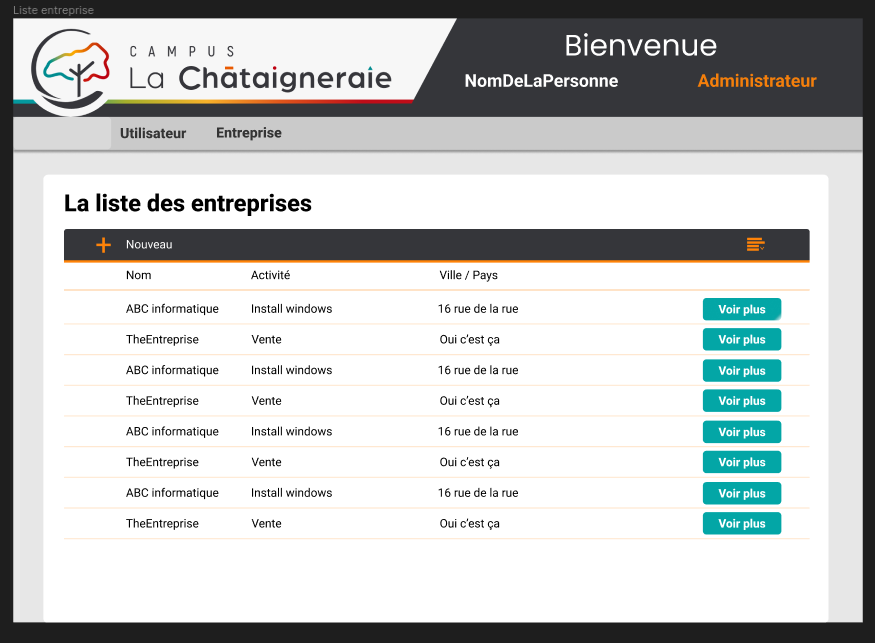 Liste entreprise
CAMPUS
La Châtaigneraie
Bienvenue
NomDeLaPersonne Administrateur
Utilisateur Entreprise
La liste des entreprises
Nouveau
Nom Activité Ville / Pays
ABC informatique Install windows 16 rue de la rue Voir plus
TheEntreprise Vente Oui c'est ça Voir plus
ABC informatique Install windows 16 rue de la rue Voir plus
TheEntreprise Vente Oui c'est ça Voir plus
ABC informatique Install windows 16 rue de la rue Voir plus
TheEntreprise Vente Oui c'est ça Voir plus
ABC informatique Install windows 16 rue de la rue Voir plus
TheEntreprise Vente Oui c'est ça Voir plus